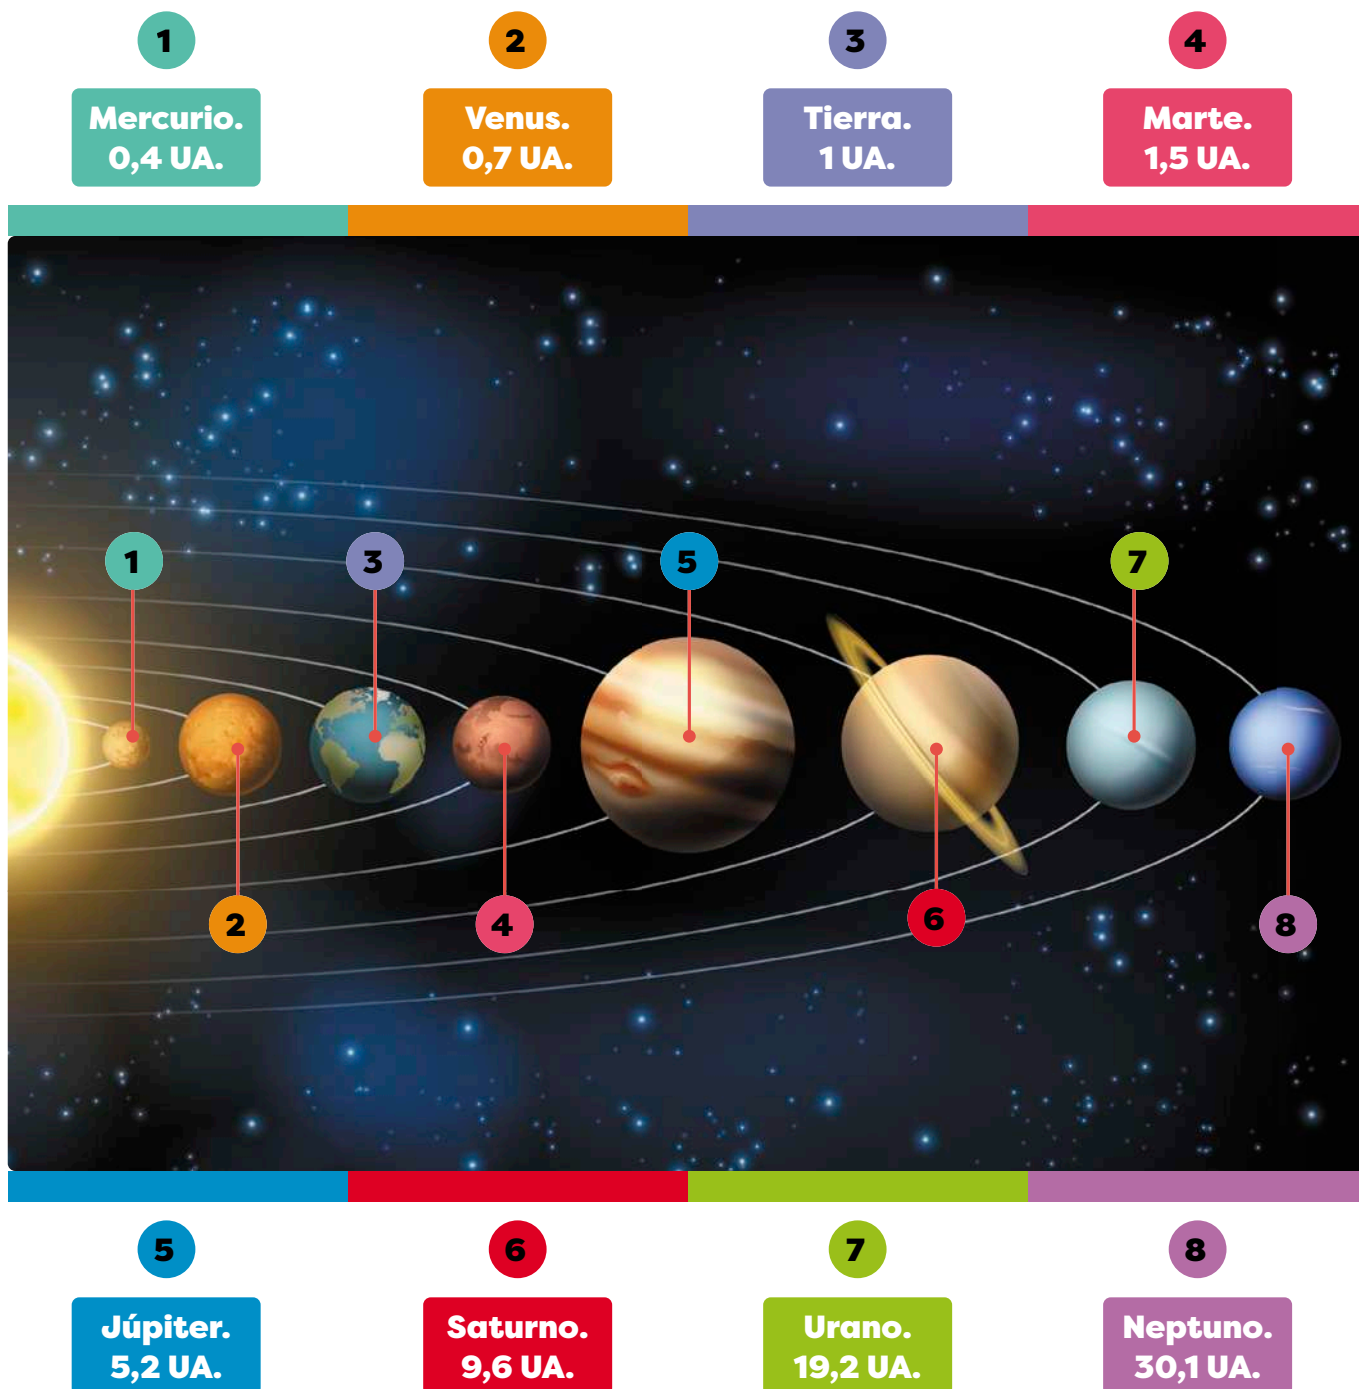 1
2
3
4
Mercurio.
0,4 UA.
Venus.
0,7 UA.
Tierra.
1 UA.
Marte.
1,5 UA.
1
3
5
7
2
4
6
8
5
6
7
8
Júpiter.
5,2 UA.
Saturno.
9,6 UA.
Urano.
19,2 UA.
Neptuno.
30,1 UA.